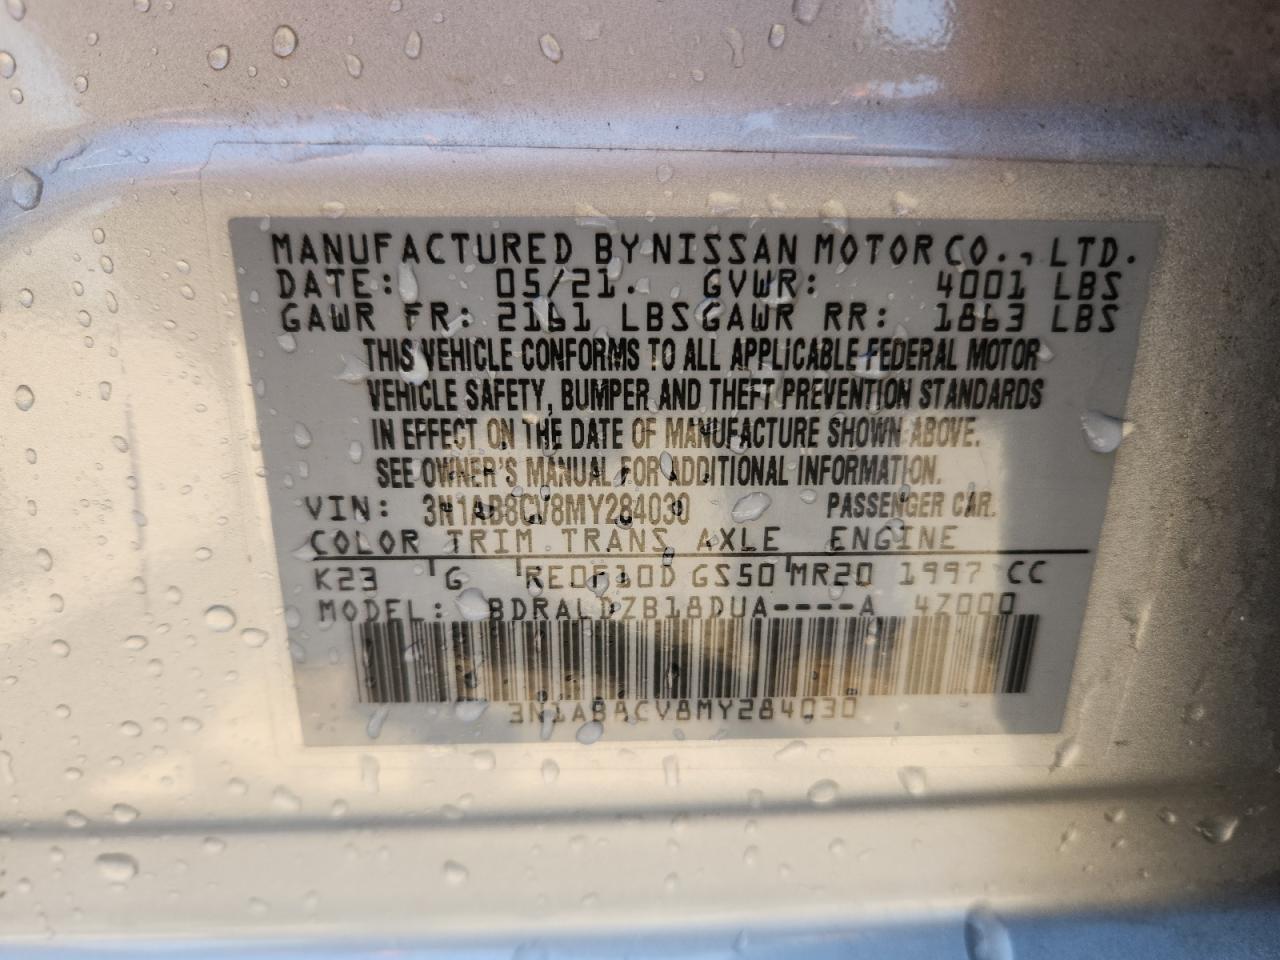 MANUFACTURED BY NISSAN MOTOR CO., LTD.
DATE: 05/21. GVWR: 4001 LBS
GAWR FR: 2161 LBS GAWR RR: 1863 LBS
THIS VEHICLE CONFORMS TO ALL APPLICABLE FEDERAL MOTOR
VEHICLE SAFETY, BUMPER AND THEFT PREVENTION STANDARDS
IN EFFECT ON THE DATE OF MANUFACTURE SHOWN ABOVE.
SEE OWNER'S MANUAL FOR ADDITIONAL INFORMATION.
VIN: 3N1AB8CV8MY284030 PASSENGER CAR.
COLOR TRIM TRANS AXLE ENGINE
K23 G RE0F10D GS50 MR20 1997 CC
MODEL: BDRALDZB18DUA----A 4Z000
3N1AB8CV8MY284030